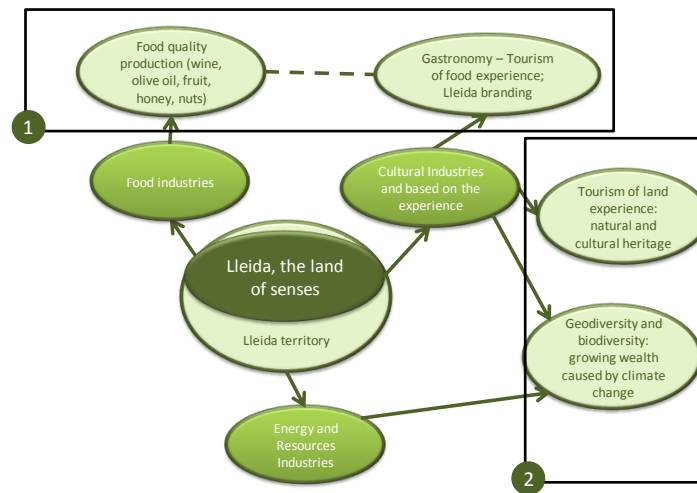 Food quality
production (wine,
olive oil, fruit,
honey, nuts)
Gastronomy – Tourism
of food experience;
Lleida branding
1
Food industries
Cultural Industries
and based on the
experience
Tourism of land
experience:
natural and
cultural heritage
Lleida, the land
of senses
Lleida territory
Geodiversity and
biodiversity:
growing wealth
caused by climate
change
Energy and
Resources
Industries
2